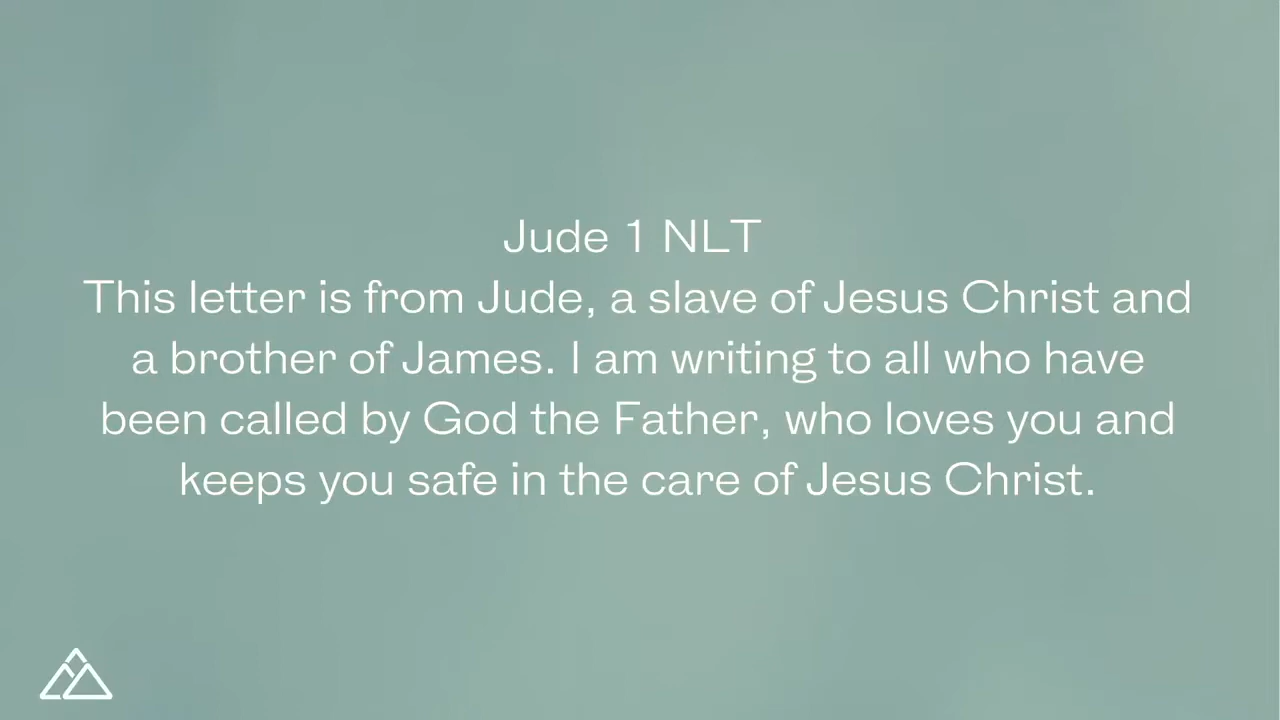 Jude 1 NLT
This letter is from Jude, a slave of Jesus Christ and
a brother of James. I am writing to all who have
been called by God the Father, who loves you and
keeps you safe in the care of Jesus Christ.